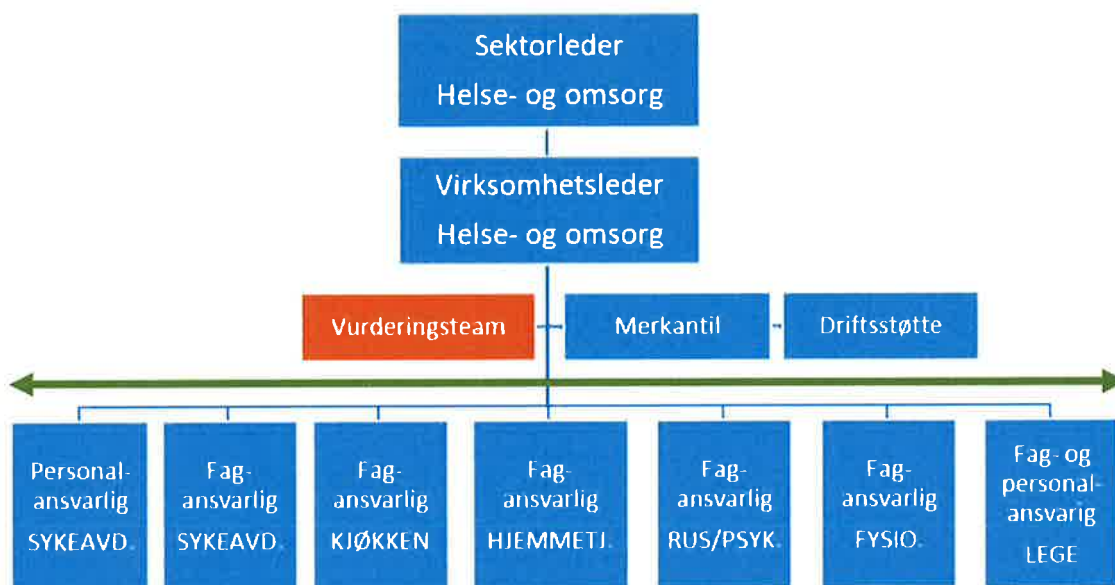 Sektorleder
Helse- og omsorg
Virksomhetsleder
Helse- og omsorg
Vurderingsteam
Merkantil
Driftsstøtte
Personal-
ansvarlig
SYKEAVD.
Fag-
ansvarlig
SYKEAVD.
Fag-
ansvarlig
KJØKKEN
Fag-
ansvarlig
HJEMMETJ.
Fag-
ansvarlig
RUS/PSYK.
Fag-
ansvarlig
FYSIO.
Fag- og
personal-
ansvarig
LEGE